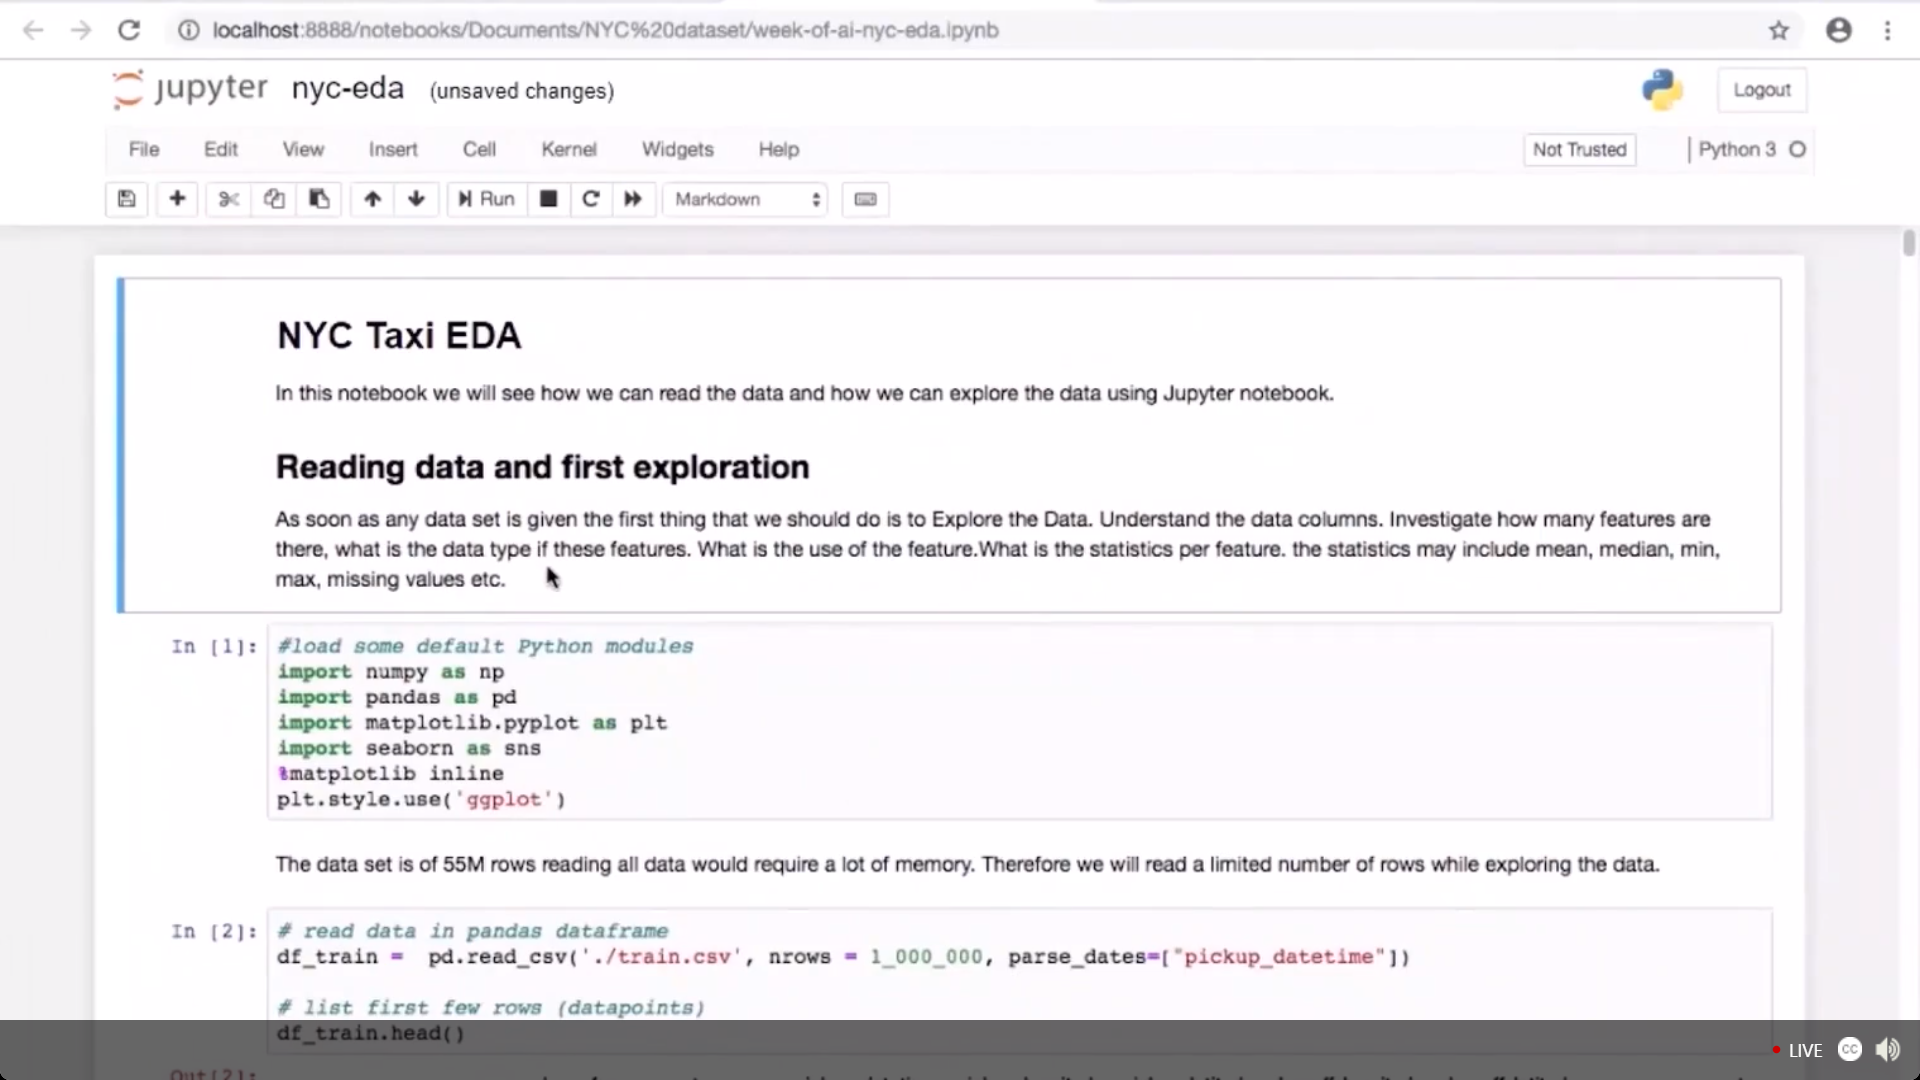 localhost:8888/notebooks/Documents/NYC%20dataset/week-of-ai-nyc-eda.ipynb
jupyter nyc-eda (unsaved changes)
Logout
File Edit View Insert Cell Kernel Widgets Help
Not Trusted
Python 3
Run
Markdown
NYC Taxi EDA
In this notebook we will see how we can read the data and how we can explore the data using Jupyter notebook.
Reading data and first exploration
As soon as any data set is given the first thing that we should do is to Explore the Data. Understand the data columns. Investigate how many features are
there, what is the data type if these features. What is the use of the feature.What is the statistics per feature. the statistics may include mean, median, min,
max, missing values etc.
In [1]: #load some default Python modules
import numpy as np
import pandas as pd
import matplotlib.pyplot as plt
import seaborn as sns
%matplotlib inline
plt.style.use('ggplot')
The data set is of 55M rows reading all data would require a lot of memory. Therefore we will read a limited number of rows while exploring the data.
In [2]: # read data in pandas dataframe
df_train =  pd.read_csv('./train.csv', nrows = 1_000_000, parse_dates=["pickup_datetime"])
# list first few rows (datapoints)
df_train.head()
LIVE CC
Out[2]: